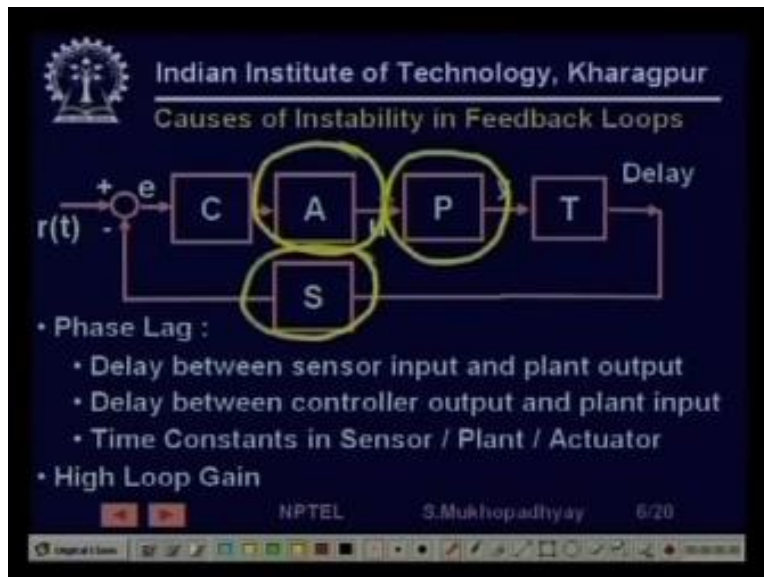 Indian Institute of Technology, Kharagpur
Causes of Instability in Feedback Loops
Delay
+ e C A u P y T
r(t) -
S
• Phase Lag :
• Delay between sensor input and plant output
• Delay between controller output and plant input
• Time Constants in Sensor / Plant / Actuator
• High Loop Gain
NPTEL S.Mukhopadhyay 6/20